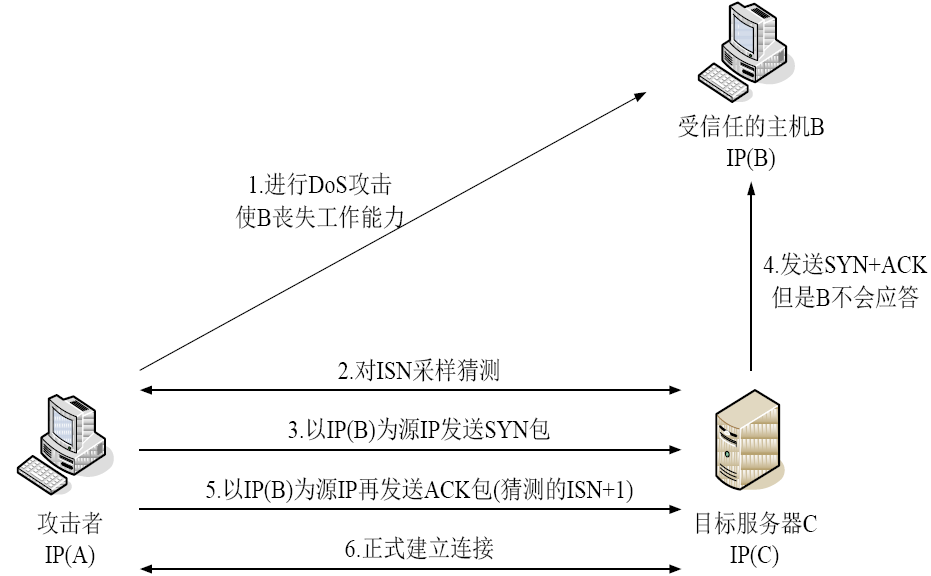 受信任的主机B
IP(B)
1.进行DoS攻击
使B丧失工作能力
4.发送SYN+ACK
但是B不会应答
2.对ISN采样猜测
3.以IP(B)为源IP发送SYN包
5.以IP(B)为源IP再发送ACK包(猜测的ISN+1)
6.正式建立连接
攻击者
IP(A)
目标服务器C
IP(C)